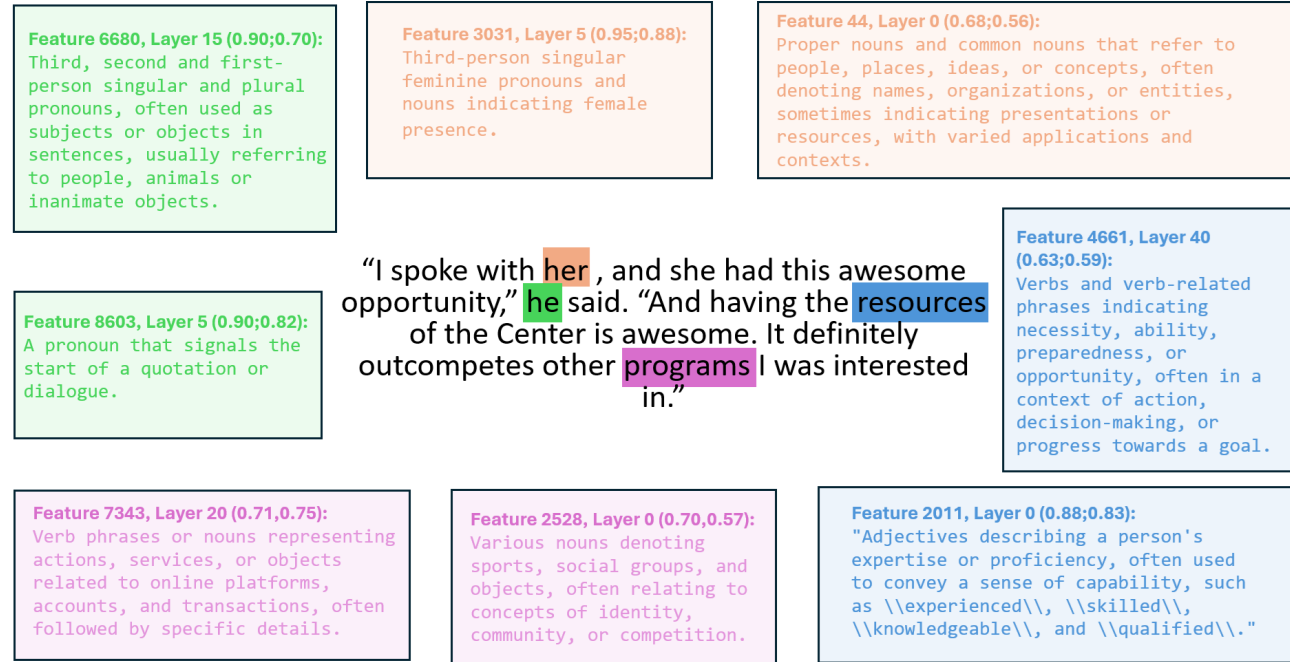 Feature 6680, Layer 15 (0.90;0.70):
Third, second and first-
person singular and plural
pronouns, often used as
subjects or objects in
sentences, usually referring
to people, animals or
inanimate objects.
Feature 3031, Layer 5 (0.95;0.88):
Third-person singular
feminine pronouns and
nouns indicating female
presence.
Feature 44, Layer 0 (0.68;0.56):
Proper nouns and common nouns that refer to
people, places, ideas, or concepts, often
denoting names, organizations, or entities,
sometimes indicating presentations or
resources, with varied applications and
contexts.
“I spoke with her , and she had this awesome
opportunity,” he said. “And having the resources
of the Center is awesome. It definitely
outcompetes other programs I was interested
in.”
Feature 4661, Layer 40
(0.63;0.59):
Verbs and verb-related
phrases indicating
necessity, ability,
preparedness, or
opportunity, often in a
context of action,
decision-making, or
progress towards a goal.
Feature 8603, Layer 5 (0.90;0.82):
A pronoun that signals the
start of a quotation or
dialogue.
Feature 7343, Layer 20 (0.71,0.75):
Verb phrases or nouns representing
actions, services, or objects
related to online platforms,
accounts, and transactions, often
followed by specific details.
Feature 2528, Layer 0 (0.70,0.57):
Various nouns denoting
sports, social groups, and
objects, often relating to
concepts of identity,
community, or competition.
Feature 2011, Layer 0 (0.88;0.83):
"Adjectives describing a person's
expertise or proficiency, often used
to convey a sense of capability, such
as \\experienced\\, \\skilled\\,
\\knowledgeable\\, and \\qualified\\."